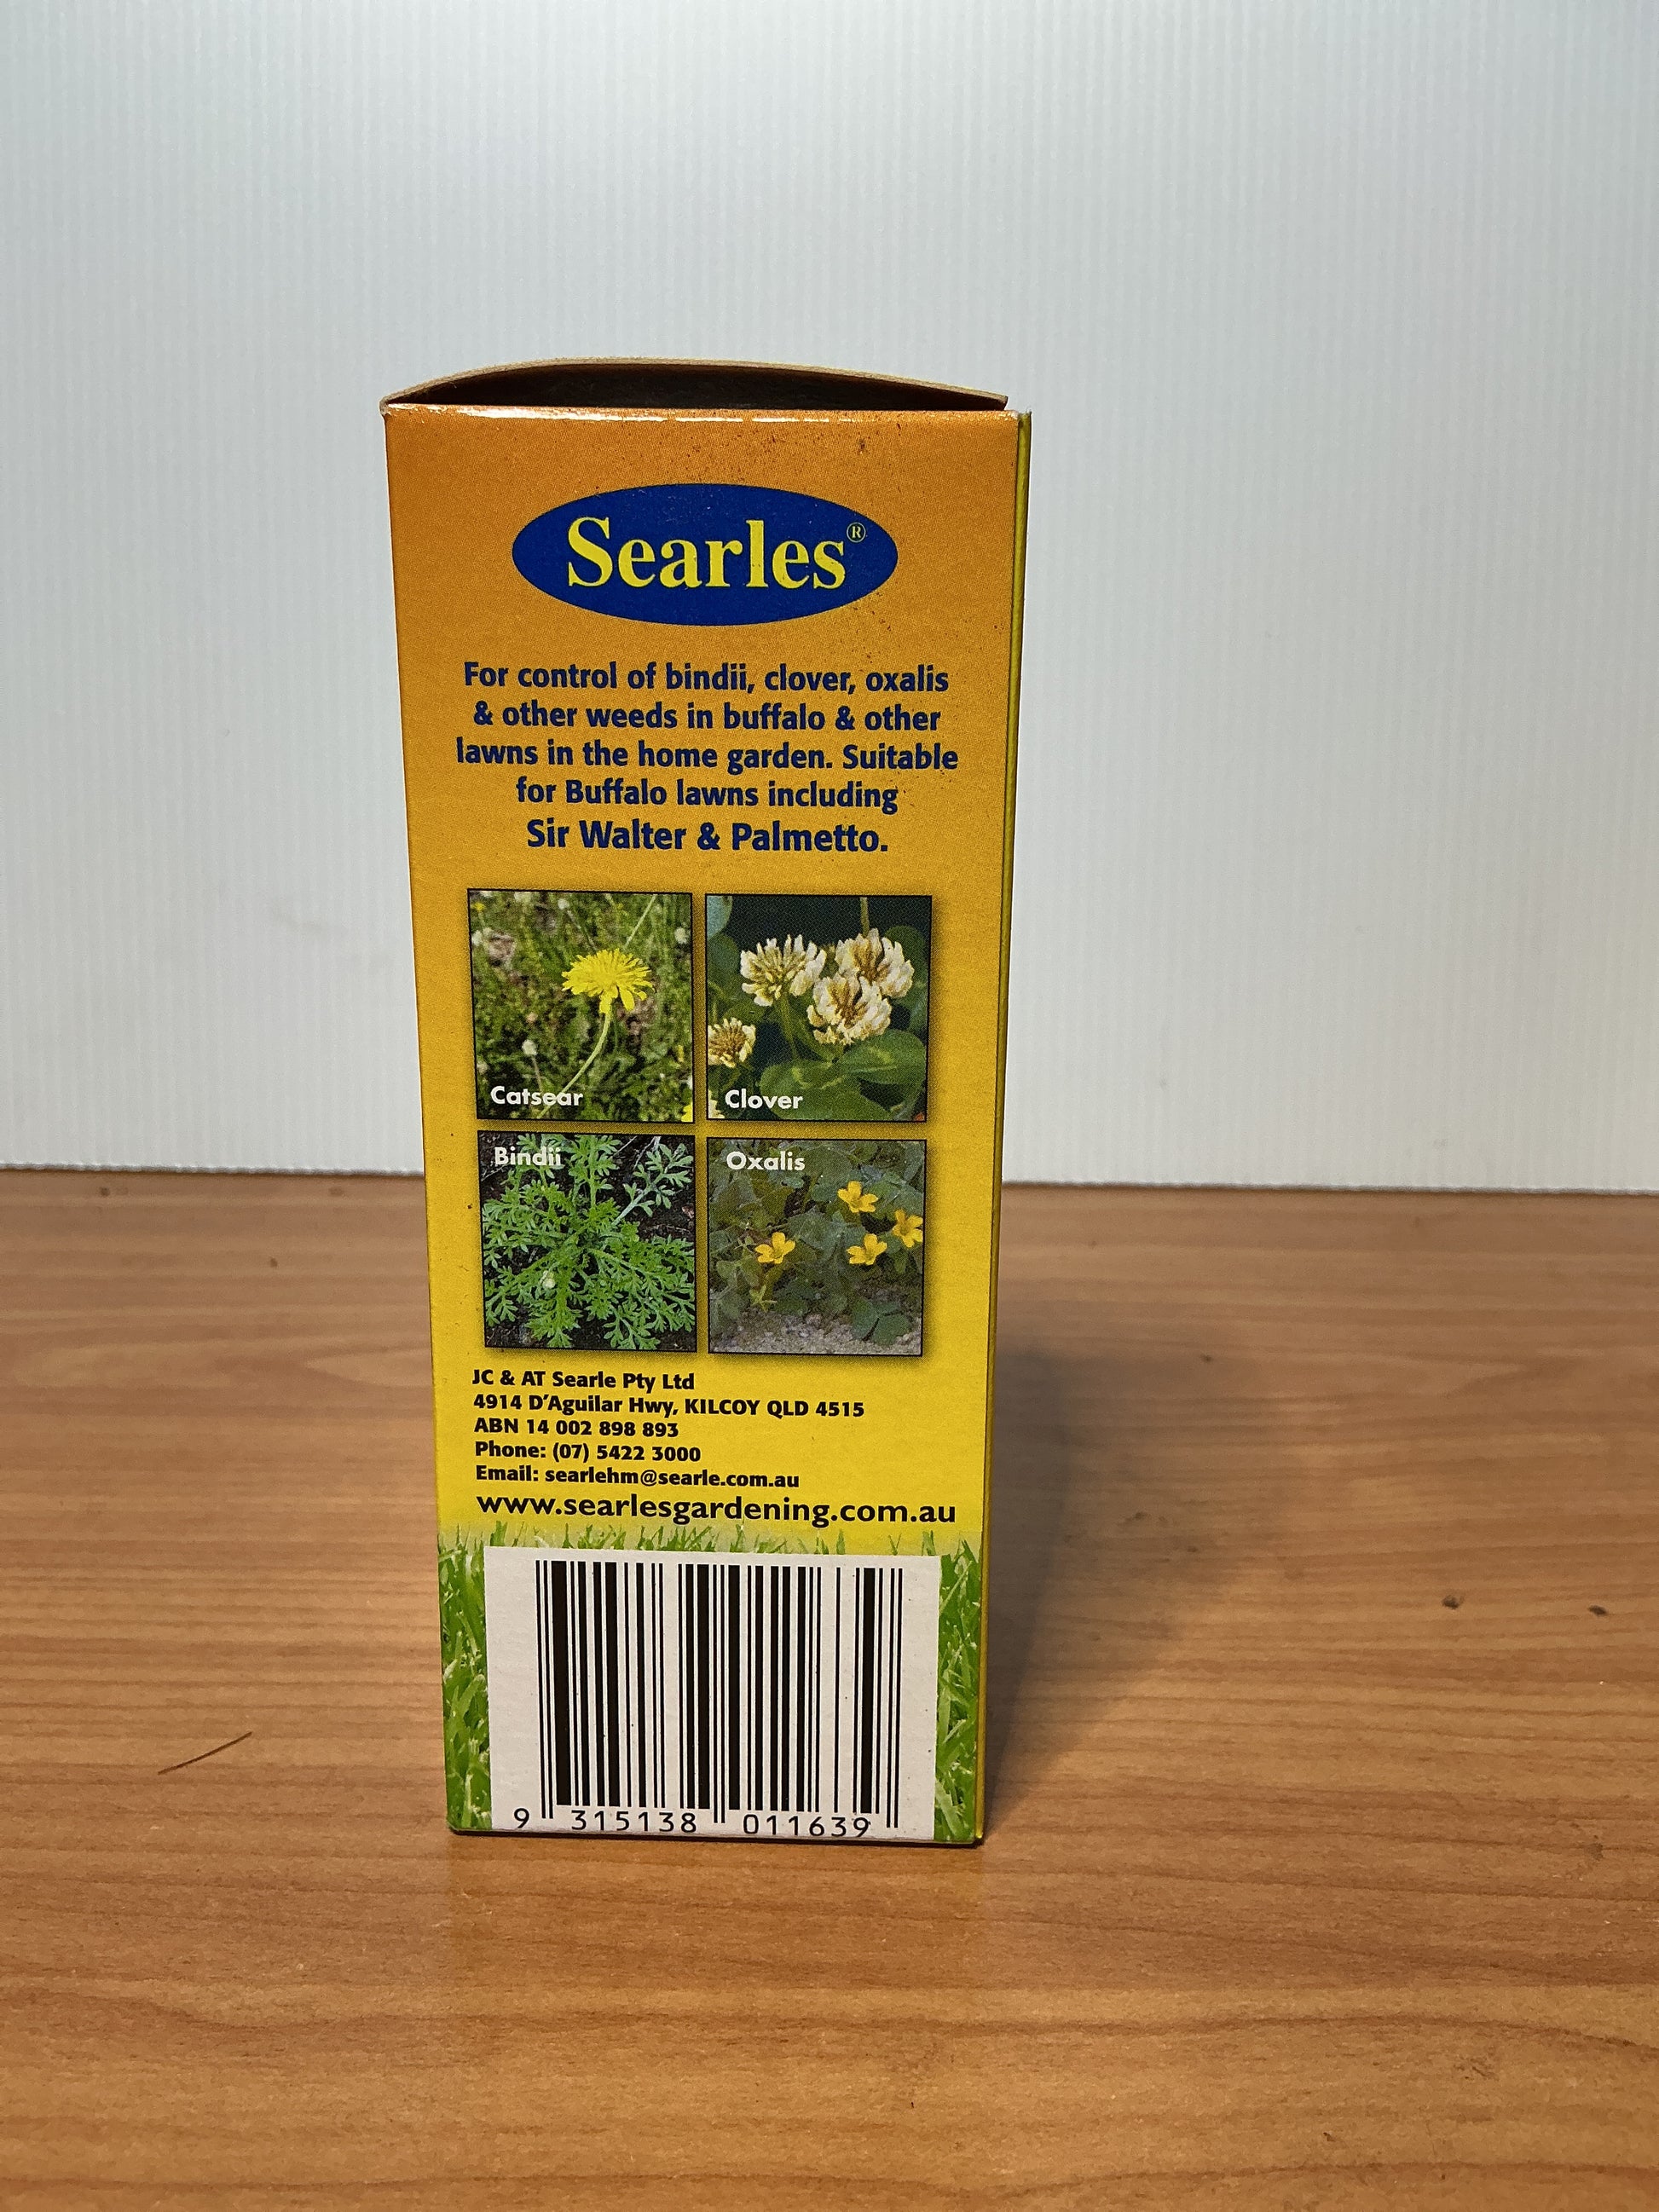 Searles®
For control of bindii, clover, oxalis
& other weeds in buffalo & other
lawns in the home garden. Suitable
for Buffalo lawns including
Sir Walter & Palmetto.
Catsear
Clover
Bindii
Oxalis
JC & AT Searle Pty Ltd
4914 D'Aguilar Hwy, KILCOY QLD 4515
ABN 14 002 898 893
Phone: (07) 5422 3000
Email: searlehm@searle.com.au
www.searlesgardening.com.au
9 315138 011639